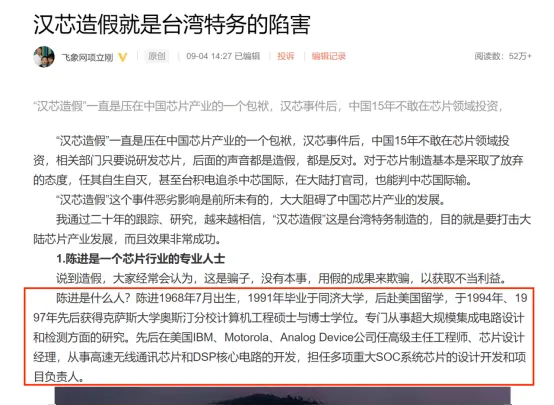 汉芯造假就是台湾特务的陷害
飞象网项立刚 原创 09-04 14:27 已编辑 投诉 编辑记录 阅读数：52万+
“汉芯造假”一直是压在中国芯片产业的一个包袱，汉芯事件后，中国15年不敢在芯片领域投资，
“汉芯造假”一直是压在中国芯片产业的一个包袱，汉芯事件后，中国15年不敢在芯片领域投
资，相关部门只要说研发芯片，后面的声音都是造假，都是反对。对于芯片制造基本是采取了放弃
的态度，任其自生自灭，甚至台积电追杀中芯国际，在大陆打官司，也能判中芯国际输。
“汉芯造假”这个事件恶劣影响是前所未有的，大大阻碍了中国芯片产业的发展。
我通过二十年的跟踪、研究，越来越相信，“汉芯造假”这是台湾特务制造的，目的就是要打击大
陆芯片产业发展，而且效果非常成功。
1.陈进是一个芯片行业的专业人士
说到造假，大家经常会认为，这是骗子，没有本事，用假的成果来欺骗，以获取不当利益。
陈进是什么人？陈进1968年7月出生，1991年毕业于同济大学，后赴美国留学，于1994年、19
97年先后获得克萨斯大学奥斯汀分校计算机工程硕士与博士学位。专门从事超大规模集成电路设计
和检测方面的研究。先后在美国IBM、Motorola、Analog Device公司任高级主任工程师、芯片设计
经理，从事高速无线通讯芯片和DSP核心电路的开发，担任多项重大SOC系统芯片的设计开发和项
目负责人。